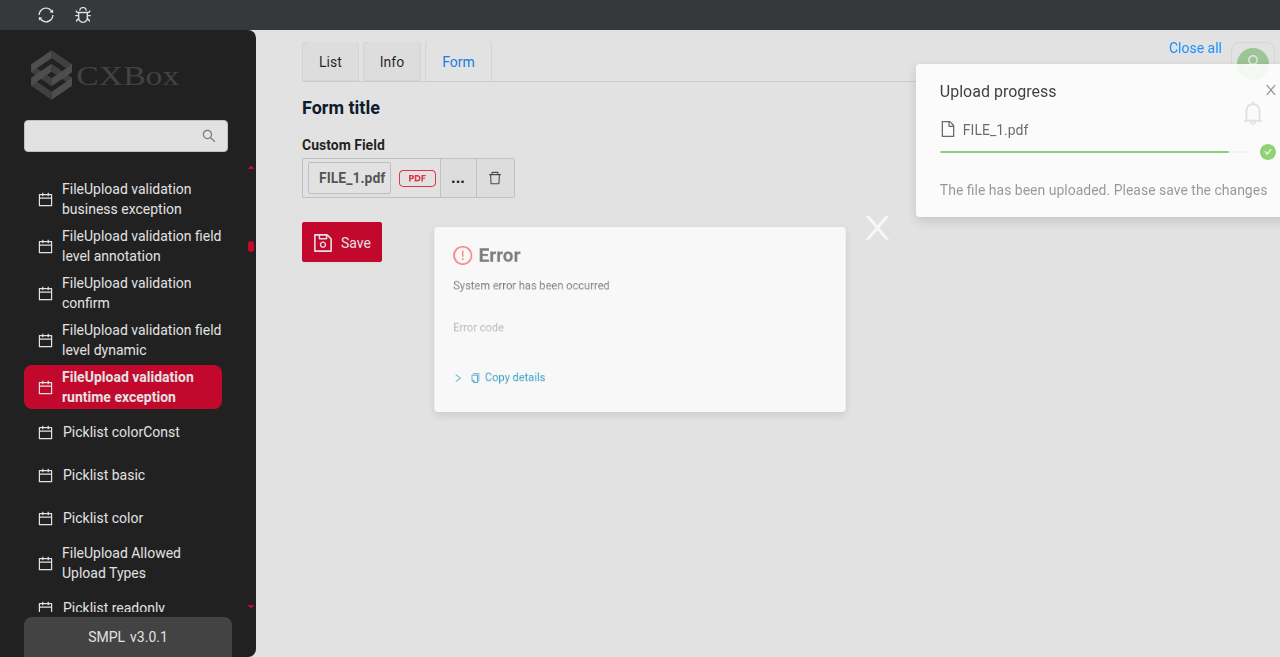 CXBox
FileUpload validation
business exception
FileUpload validation field
level annotation
FileUpload validation
confirm
FileUpload validation field
level dynamic
FileUpload validation
runtime exception
Picklist colorConst
Picklist basic
Picklist color
FileUpload Allowed
Upload Types
Picklist readonly
SMPL v3.0.1
List
Info
Form
Close all
Form title
Custom Field
FILE_1.pdf
PDF
...
Save
Upload progress
FILE_1.pdf
The file has been uploaded. Please save the changes
Error
System error has been occurred
Error code
Copy details